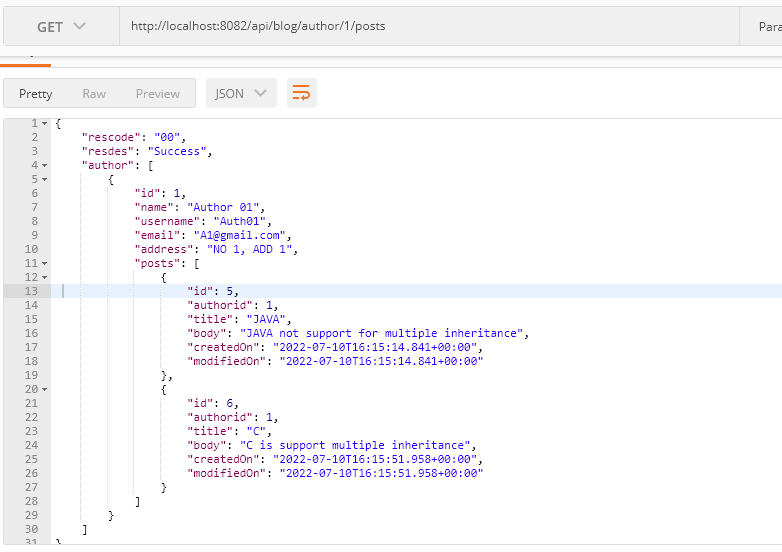 GET http://localhost:8082/api/blog/author/1/posts Para
Pretty Raw Preview JSON
1 {
2 "rescode": "00",
3 "resdes": "Success",
4 "author": [
5 {
6 "id": 1,
7 "name": "Author 01",
8 "username": "Auth01",
9 "email": "A1@gmail.com",
10 "address": "NO 1, ADD 1",
11 "posts": [
12 {
13 "id": 5,
14 "authorid": 1,
15 "title": "JAVA",
16 "body": "JAVA not support for multiple inheritance",
17 "createdOn": "2022-07-10T16:15:14.841+00:00",
18 "modifiedOn": "2022-07-10T16:15:14.841+00:00"
19 },
20 {
21 "id": 6,
22 "authorid": 1,
23 "title": "C",
24 "body": "C is support multiple inheritance",
25 "createdOn": "2022-07-10T16:15:51.958+00:00",
26 "modifiedOn": "2022-07-10T16:15:51.958+00:00"
27 }
28 ]
29 }
30 ]
31 }